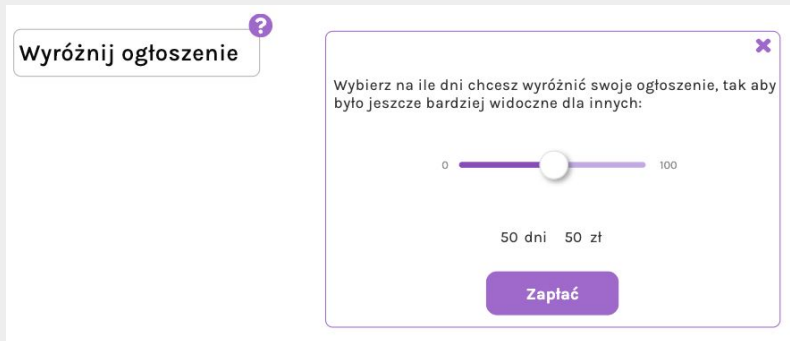 Wyróżnij ogłoszenie
?
Wybierz na ile dni chcesz wyróżnić swoje ogłoszenie, tak aby
było jeszcze bardziej widoczne dla innych:
0 100
50 dni 50 zł
Zapłać